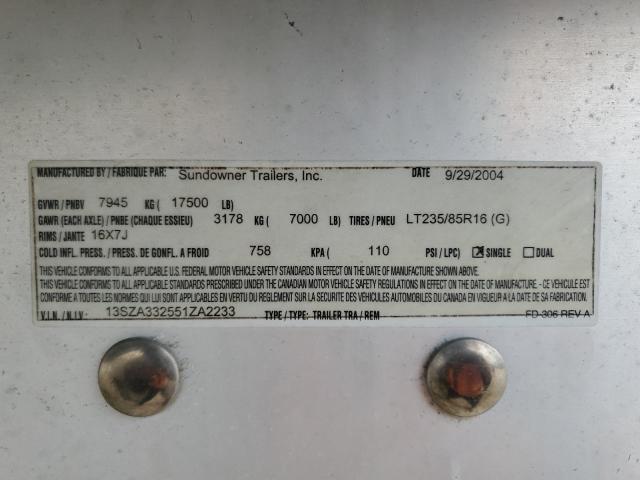 MANUFACTURED BY / FABRIQUE PAR: Sundowner Trailers, Inc. DATE 9/29/2004
GVWR / PNBV 7945 KG ( 17500 LB)
GAWR (EACH AXLE) / PNBE (CHAQUE ESSIEU) 3178 KG ( 7000 LB) TIRES / PNEU LT235/85R16 (G)
RIMS / JANTE 16X7J
COLD INFL. PRESS. / PRESS. DE GONFL. A FROID 758 KPA ( 110 PSI / LPC) SINGLE DUAL
THIS VEHICLE CONFORMS TO ALL APPLICABLE U.S. FEDERAL MOTOR VEHICLE SAFETY STANDARDS IN EFFECT ON THE DATE OF MANUFACTURE SHOWN ABOVE.
THIS VEHICLE CONFORMS TO ALL APPLICABLE STANDARDS PRESCRIBED UNDER THE CANADIAN MOTOR VEHICLE SAFETY REGULATIONS IN EFFECT ON THE DATE OF MANUFACTURE - CE VÉHICULE EST
CONFORME A TOUTES LES NORMES QUI LUI SONT APPLICABLES EN VERTU DU REGLEMENT SUR LA SECURITE DES VÉHICULES AUTOMOBILES DU CANADA EN VIGUEUR A LA DATE DE SA FABRICATION.
V.I.N. / N.I.V: 13SZA332551ZA2233 TYPE / TYPE: TRAILER TRA / REM FD-306 REV A